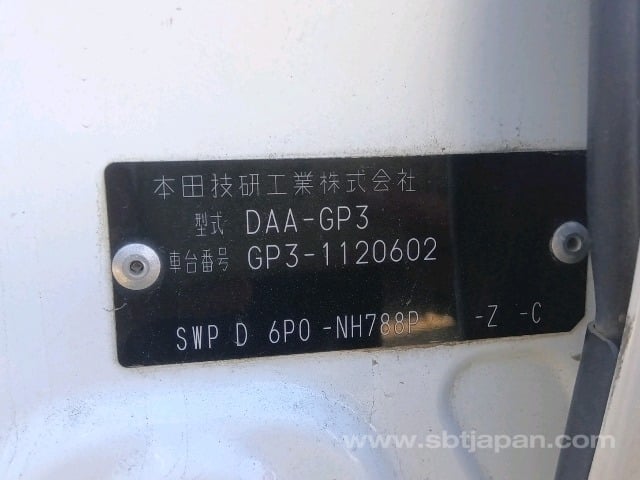 本田技研工業株式会社
型式 DAA-GP3
車台番号 GP3-1120602
SWP D 6P0 -NH788P -Z -C
www.sbtjapan.com